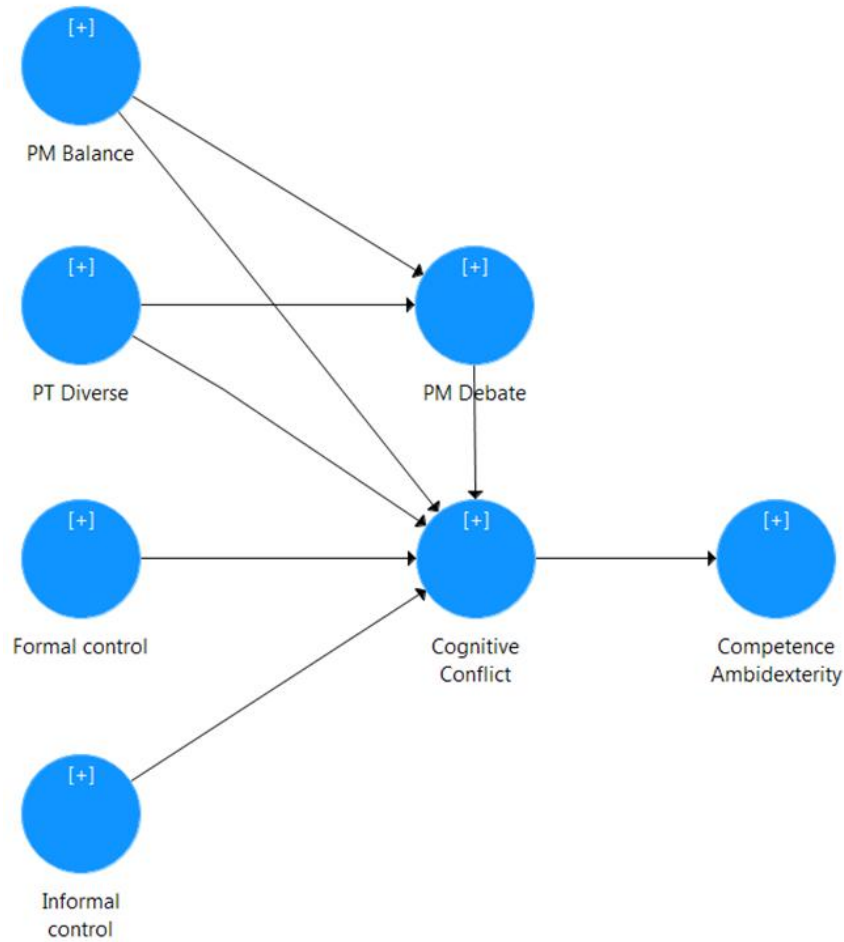 [+]
PM Balance
[+]
PT Diverse
[+]
PM Debate
[+]
Formal control
[+]
Cognitive
Conflict
[+]
Competence
Ambidexterity
[+]
Informal
control